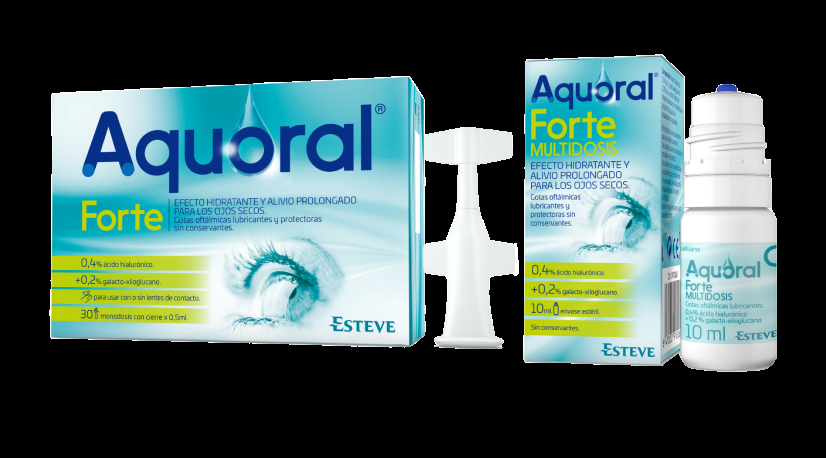 Aquoral®
Forte
EFECTO HIDRATANTE Y ALIVIO PROLONGADO
PARA LOS OJOS SECOS.
Gotas oftálmicas lubricantes y protectoras
sin conservantes.
0,4% ácido hialurónico.
+0,2% galacto-xiloglucano.
para usar con o sin lentes de contacto.
30 monodosis con cierre x 0,5ml.
ESTEVE
Aquoral®
Forte
MULTIDOSIS
EFECTO HIDRATANTE Y
ALIVIO PROLONGADO
PARA LOS OJOS SECOS.
Gotas oftálmicas
lubricantes y
protectoras sin
conservantes.
0,4% ácido hialurónico.
+0,2% galacto-xiloglucano.
10ml envase estéril.
Sin conservantes.
ESTEVE
Aquoral
Forte
MULTIDOSIS
Gotas oftálmicas lubricantes.
0,4% ácido hialurónico
+0,2% galacto-xiloglucano
10 ml ESTEVE